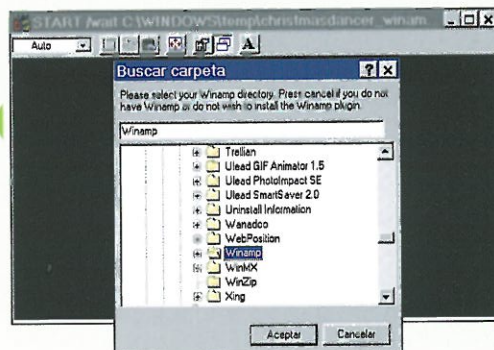 START /wait C:\WINDOWS\temp\christmasdancer_winam
Auto
A
Buscar carpeta
Please select your Winamp directory. Press cancel if you do not
have Winamp or do not wish to install the Winamp plugin.
Winamp
Trellian
Ulead GIF Animator 1.5
Ulead PhotoImpact SE
Ulead SmartSaver 2.0
Uninstall Information
Wanadoo
WebPosition
Winamp
WinMX
WinZip
Xing
Aceptar Cancelar